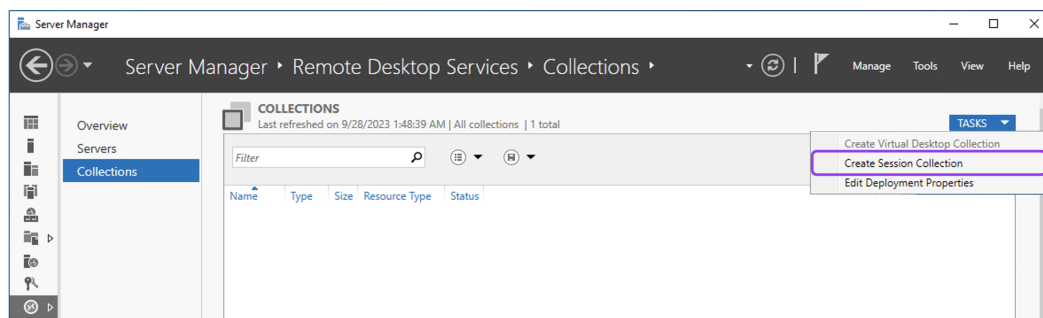 Server Manager
Server Manager ‣ Remote Desktop Services ‣ Collections ‣
Manage Tools View Help
Overview
Servers
Collections
COLLECTIONS
Last refreshed on 9/28/2023 1:48:39 AM | All collections | 1 total
TASKS
Filter
Create Virtual Desktop Collection
Create Session Collection
Edit Deployment Properties
Name Type Size Resource Type Status